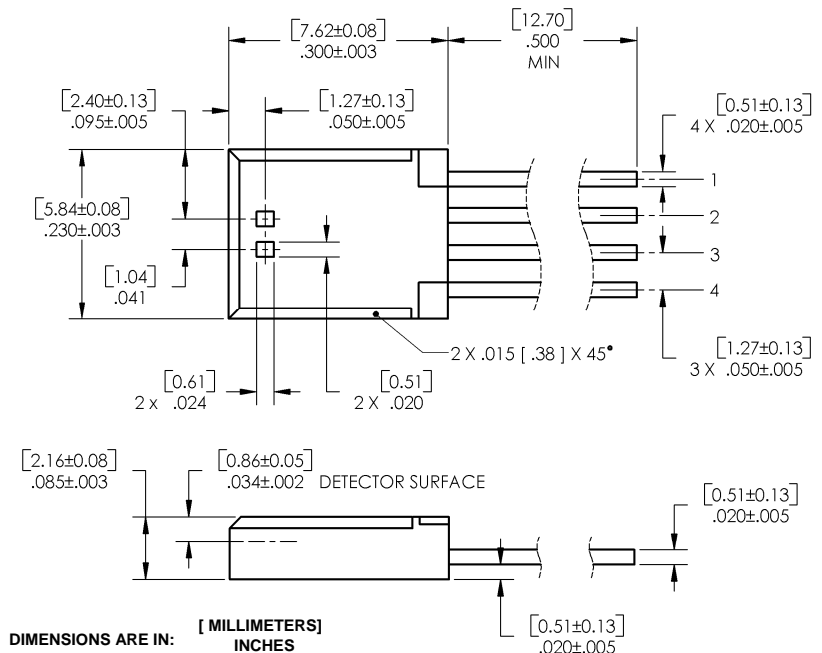 [7.62±0.08]
.300±.003
[12.70]
.500
MIN
[2.40±0.13]
.095±.005
[1.27±0.13]
.050±.005
[0.51±0.13]
4 X .020±.005
1
[5.84±0.08]
.230±.003
2
3
[1.04]
.041
4
2 X .015 [ .38 ] X 45°
[1.27±0.13]
3 X .050±.005
[0.61]
2 x .024
[0.51]
2 X .020
[2.16±0.08]
.085±.003
[0.86±0.05]
.034±.002 DETECTOR SURFACE
[0.51±0.13]
.020±.005
[0.51±0.13]
.020±.005
DIMENSIONS ARE IN:
[ MILLIMETERS]
INCHES